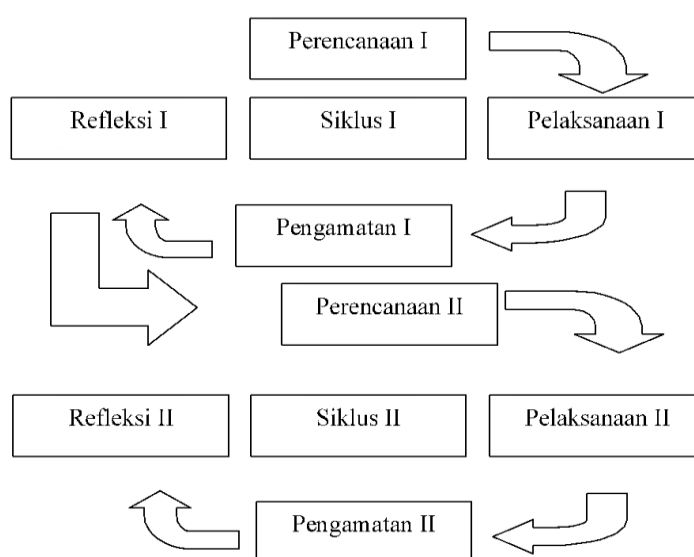 Perencanaan I
Refleksi I
Siklus I
Pelaksanaan I
Pengamatan I
Perencanaan II
Refleksi II
Siklus II
Pelaksanaan II
Pengamatan II